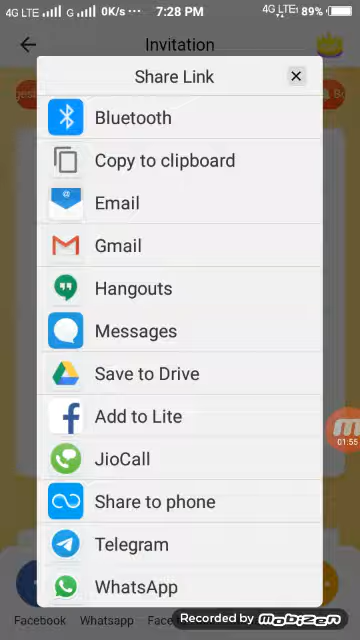 4G LTE G 0K/s ··· 7:28 PM 4G LTE 89%
Invitation
Share Link
Bluetooth
Copy to clipboard
Email
Gmail
Hangouts
Messages
Save to Drive
Add to Lite
01:55
JioCall
Share to phone
Telegram
WhatsApp
Facebook Whatsapp
Recorded by mobizen